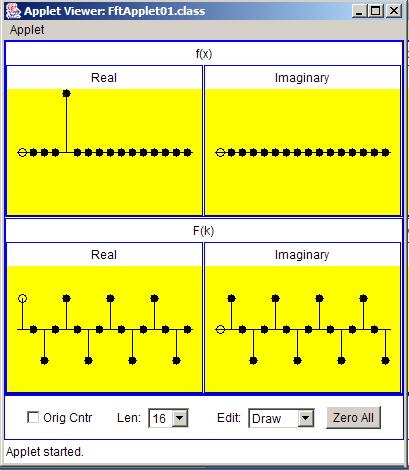 Applet Viewer: FftApplet01.class
Applet
f(x)
Real Imaginary
F(k)
Real Imaginary
Orig Cntr Len: 16 Edit: Draw Zero All
Applet started.